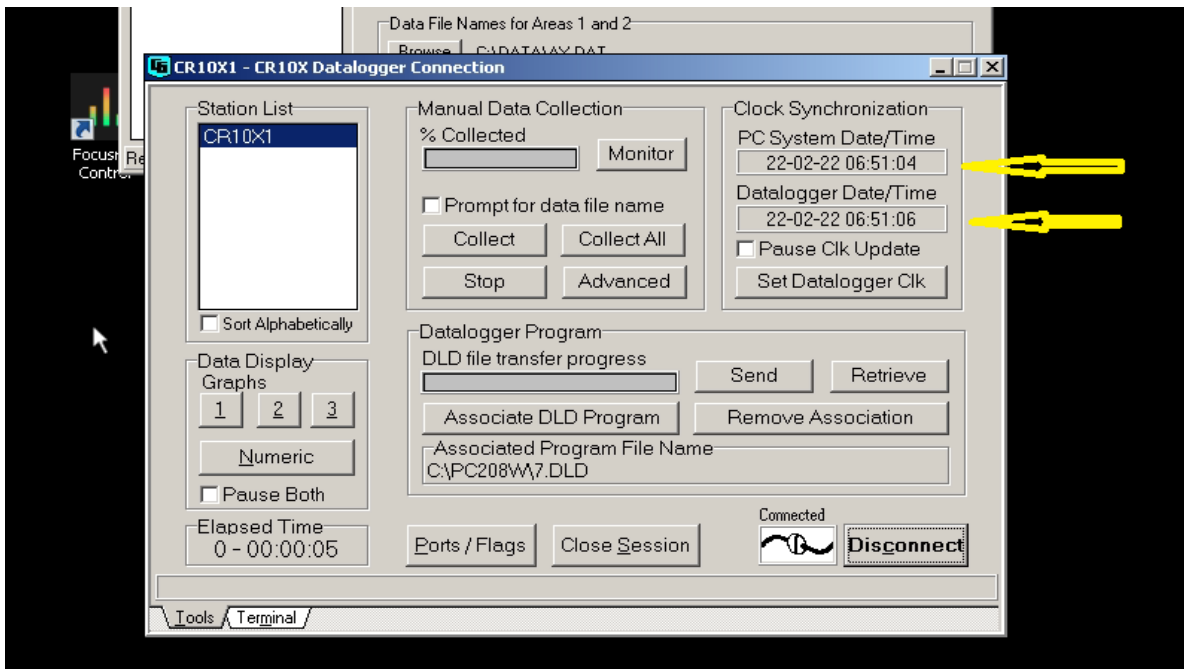 Data File Names for Areas 1 and 2
Browse C:\DATA\AY.DAT
CR10X1 - CR10X Datalogger Connection
Focusr
Control
Re
Station List
CR10X1
Sort Alphabetically
Data Display
Graphs
1 2 3
Numeric
Pause Both
Elapsed Time
0 - 00:00:05
Manual Data Collection
% Collected
Monitor
Prompt for data file name
Collect Collect All
Stop Advanced
Clock Synchronization
PC System Date/Time
22-02-22 06:51:04
Datalogger Date/Time
22-02-22 06:51:06
Pause Clk Update
Set Datalogger Clk
Datalogger Program
DLD file transfer progress
Send Retrieve
Associate DLD Program Remove Association
Associated Program File Name
C:\PC208W\7.DLD
Ports / Flags Close Session
Connected
Disconnect
Tools Terminal